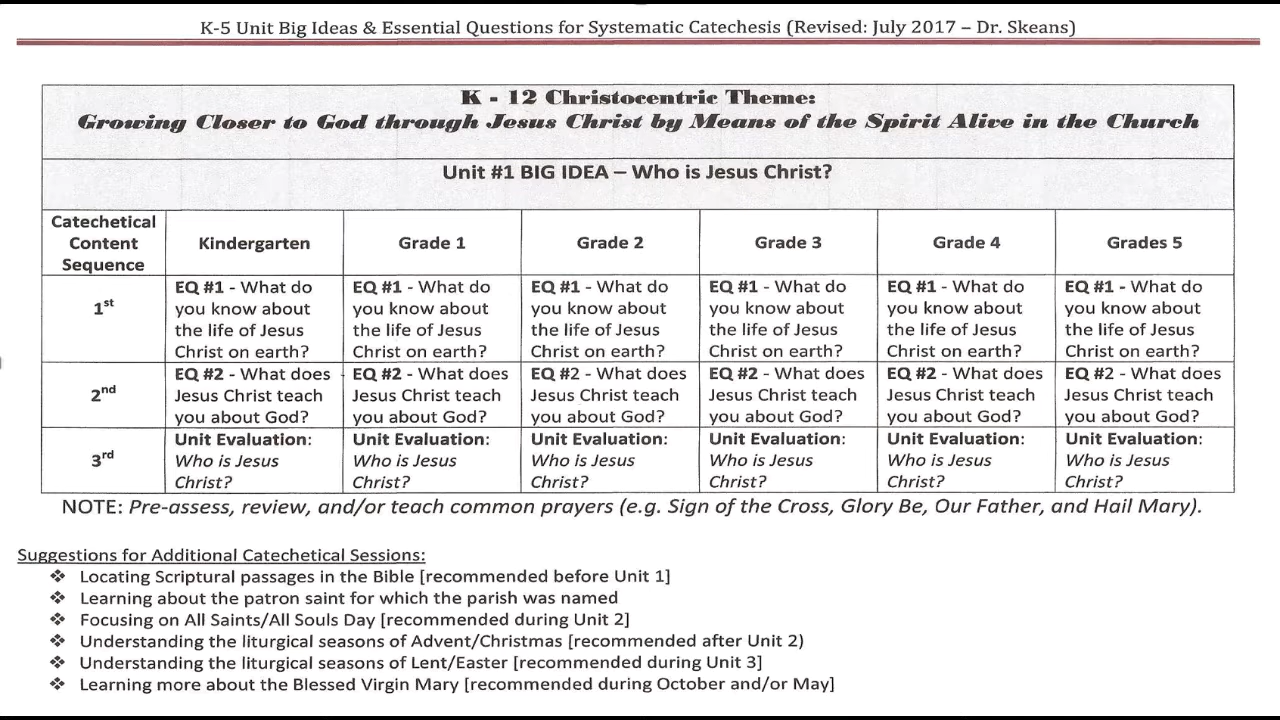 K-5 Unit Big Ideas & Essential Questions for Systematic Catechesis (Revised: July 2017 – Dr. Skeans)
K - 12 Christocentric Theme:
Growing Closer to God through Jesus Christ by Means of the Spirit Alive in the Church
Unit #1 BIG IDEA – Who is Jesus Christ?
Catechetical
Content
Sequence
Kindergarten
Grade 1
Grade 2
Grade 3
Grade 4
Grades 5
1st
EQ #1 - What do
you know about
the life of Jesus
Christ on earth?
EQ #1 - What do
you know about
the life of Jesus
Christ on earth?
EQ #1 - What do
you know about
the life of Jesus
Christ on earth?
EQ #1 - What do
you know about
the life of Jesus
Christ on earth?
EQ #1 - What do
you know about
the life of Jesus
Christ on earth?
EQ #1 - What do
you know about
the life of Jesus
Christ on earth?
2nd
EQ #2 - What does
Jesus Christ teach
you about God?
EQ #2 - What does
Jesus Christ teach
you about God?
EQ #2 - What does
Jesus Christ teach
you about God?
EQ #2 - What does
Jesus Christ teach
you about God?
EQ #2 - What does
Jesus Christ teach
you about God?
EQ #2 - What does
Jesus Christ teach
you about God?
3rd
Unit Evaluation:
Who is Jesus
Christ?
Unit Evaluation:
Who is Jesus
Christ?
Unit Evaluation:
Who is Jesus
Christ?
Unit Evaluation:
Who is Jesus
Christ?
Unit Evaluation:
Who is Jesus
Christ?
Unit Evaluation:
Who is Jesus
Christ?
NOTE: Pre-assess, review, and/or teach common prayers (e.g. Sign of the Cross, Glory Be, Our Father, and Hail Mary).
Suggestions for Additional Catechetical Sessions:
❖ Locating Scriptural passages in the Bible [recommended before Unit 1]
❖ Learning about the patron saint for which the parish was named
❖ Focusing on All Saints/All Souls Day [recommended during Unit 2]
❖ Understanding the liturgical seasons of Advent/Christmas [recommended after Unit 2)
❖ Understanding the liturgical seasons of Lent/Easter [recommended during Unit 3]
❖ Learning more about the Blessed Virgin Mary [recommended during October and/or May]